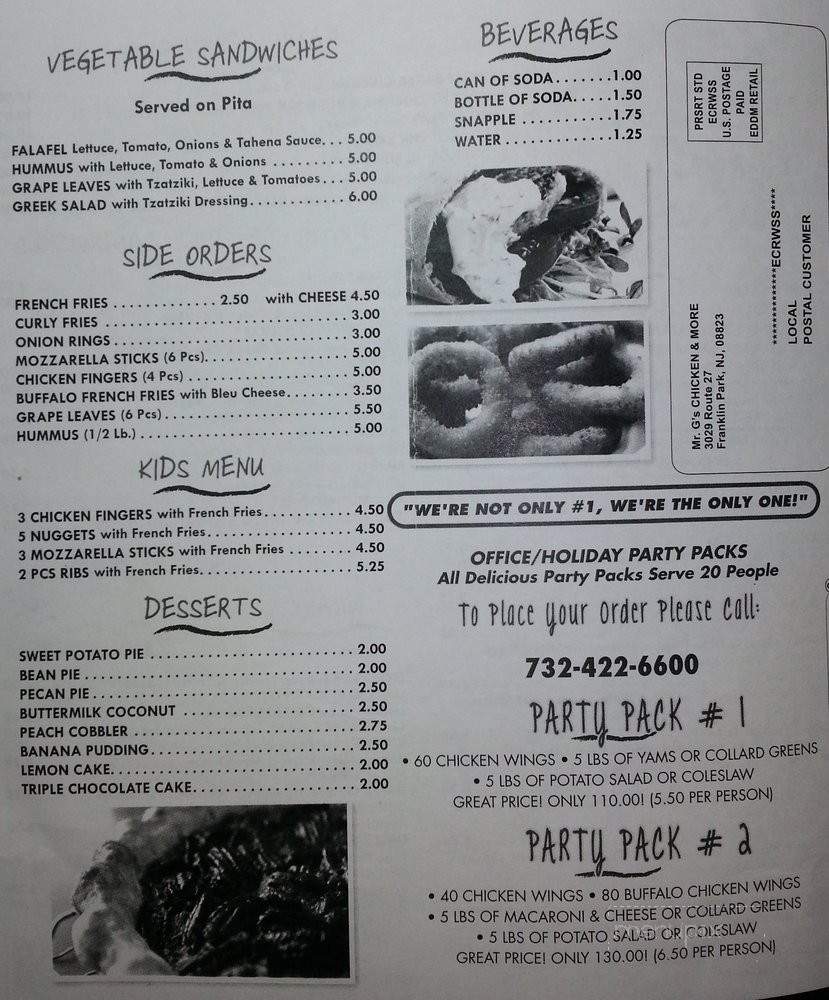 VEGETABLE SANDWICHES
Served on Pita
FALAFEL Lettuce, Tomato, Onions & Tahena Sauce. . . 5.00
HUMMUS with Lettuce, Tomato & Onions . . . . . . . . . 5.00
GRAPE LEAVES with Tzatziki, Lettuce & Tomatoes . . . 5.00
GREEK SALAD with Tzatziki Dressing. . . . . . . . . . . . 6.00
SIDE ORDERS
FRENCH FRIES . . . . . . . . . . . . . 2.50 with CHEESE 4.50
CURLY FRIES . . . . . . . . . . . . . . . . . . . . . . . . . . . . 3.00
ONION RINGS . . . . . . . . . . . . . . . . . . . . . . . . . . . 3.00
MOZZARELLA STICKS (6 Pcs). . . . . . . . . . . . . . . . . 5.00
CHICKEN FINGERS (4 Pcs) . . . . . . . . . . . . . . . . . . . 5.00
BUFFALO FRENCH FRIES with Bleu Cheese. . . . . . . . 3.50
GRAPE LEAVES (6 Pcs) . . . . . . . . . . . . . . . . . . . . . 5.50
HUMMUS (1/2 Lb.) . . . . . . . . . . . . . . . . . . . . . . . . 5.00
KIDS MENU
3 CHICKEN FINGERS with French Fries. . . . . . . . . . . 4.50
5 NUGGETS with French Fries. . . . . . . . . . . . . . . . . 4.50
3 MOZZARELLA STICKS with French Fries . . . . . . . . 4.50
2 PCS RIBS with French Fries. . . . . . . . . . . . . . . . . . 5.25
DESSERTS
SWEET POTATO PIE . . . . . . . . . . . . . . . . . . . . . . . 2.00
BEAN PIE . . . . . . . . . . . . . . . . . . . . . . . . . . . . . . 2.00
PECAN PIE . . . . . . . . . . . . . . . . . . . . . . . . . . . . . 2.50
BUTTERMILK COCONUT . . . . . . . . . . . . . . . . . . . . 2.50
PEACH COBBLER . . . . . . . . . . . . . . . . . . . . . . . . . 2.75
BANANA PUDDING. . . . . . . . . . . . . . . . . . . . . . . 2.50
LEMON CAKE. . . . . . . . . . . . . . . . . . . . . . . . . . . 2.00
TRIPLE CHOCOLATE CAKE. . . . . . . . . . . . . . . . . . . 2.00
BEVERAGES
CAN OF SODA . . . . . . . 1.00
BOTTLE OF SODA. . . . . 1.50
SNAPPLE . . . . . . . . . . . 1.75
WATER . . . . . . . . . . . . . 1.25
PRSRT STD
ECRWSS
U.S. POSTAGE
PAID
EDDM RETAIL
****************ECRWSS****
LOCAL
POSTAL CUSTOMER
Mr. G's CHICKEN & MORE
3029 Route 27
Franklin Park, NJ, 08823
"WE'RE NOT ONLY #1, WE'RE THE ONLY ONE!"
OFFICE/HOLIDAY PARTY PACKS
All Delicious Party Packs Serve 20 People
To Place Your Order Please Call:
732-422-6600
PARTY PACK # 1
• 60 CHICKEN WINGS • 5 LBS OF YAMS OR COLLARD GREENS
• 5 LBS OF POTATO SALAD OR COLESLAW
GREAT PRICE! ONLY 110.00! (5.50 PER PERSON)
PARTY PACK # 2
• 40 CHICKEN WINGS • 80 BUFFALO CHICKEN WINGS
• 5 LBS OF MACARONI & CHEESE OR COLLARD GREENS
• 5 LBS OF POTATO SALAD OR COLESLAW
GREAT PRICE! ONLY 130.00! (6.50 PER PERSON)